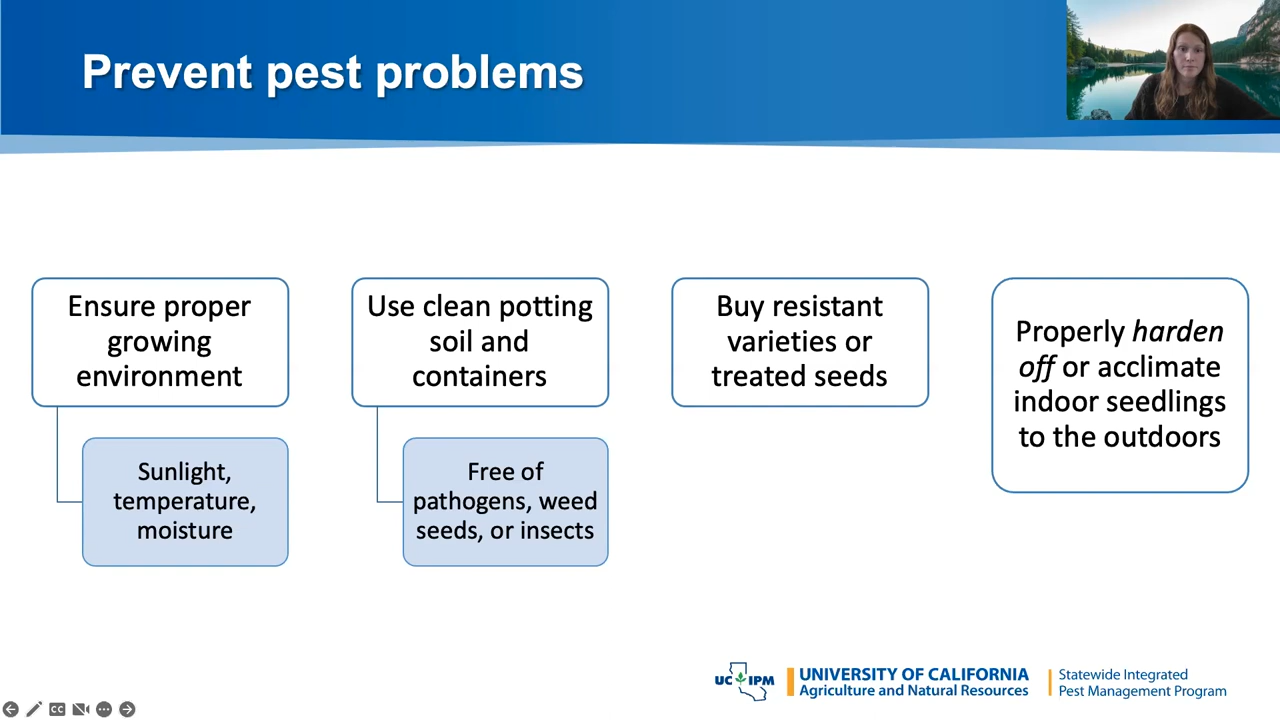 Prevent pest problems
Ensure proper
growing
environment
Sunlight,
temperature,
moisture
Use clean potting
soil and
containers
Free of
pathogens, weed
seeds, or insects
Buy resistant
varieties or
treated seeds
Properly harden
off or acclimate
indoor seedlings
to the outdoors
UC IPM
UNIVERSITY OF CALIFORNIA
Agriculture and Natural Resources
Statewide Integrated
Pest Management Program
CC